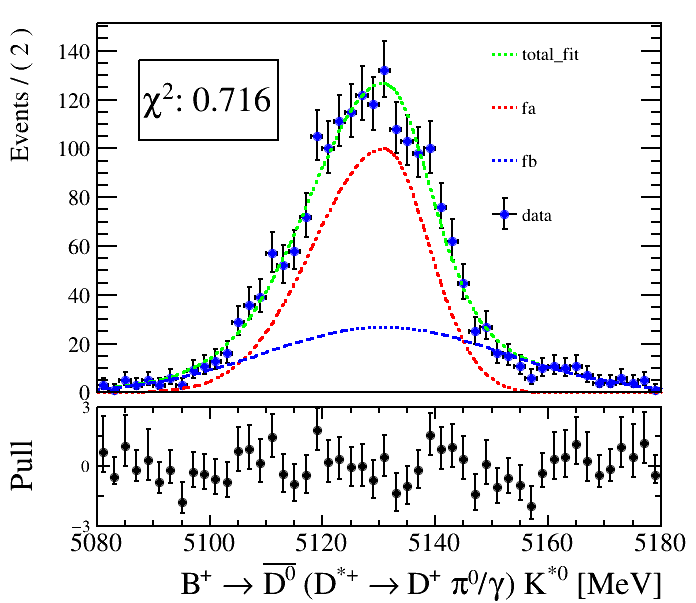 Events / ( 2 )
140
120
100
80
60
40
20
0
χ²: 0.716
total_fit
fa
fb
data
Pull
3
0
−3
5080 5100 5120 5140 5160 5180
B⁺ → D̅⁰ (D*⁺ → D⁺ π⁰/γ) K*⁰ [MeV]